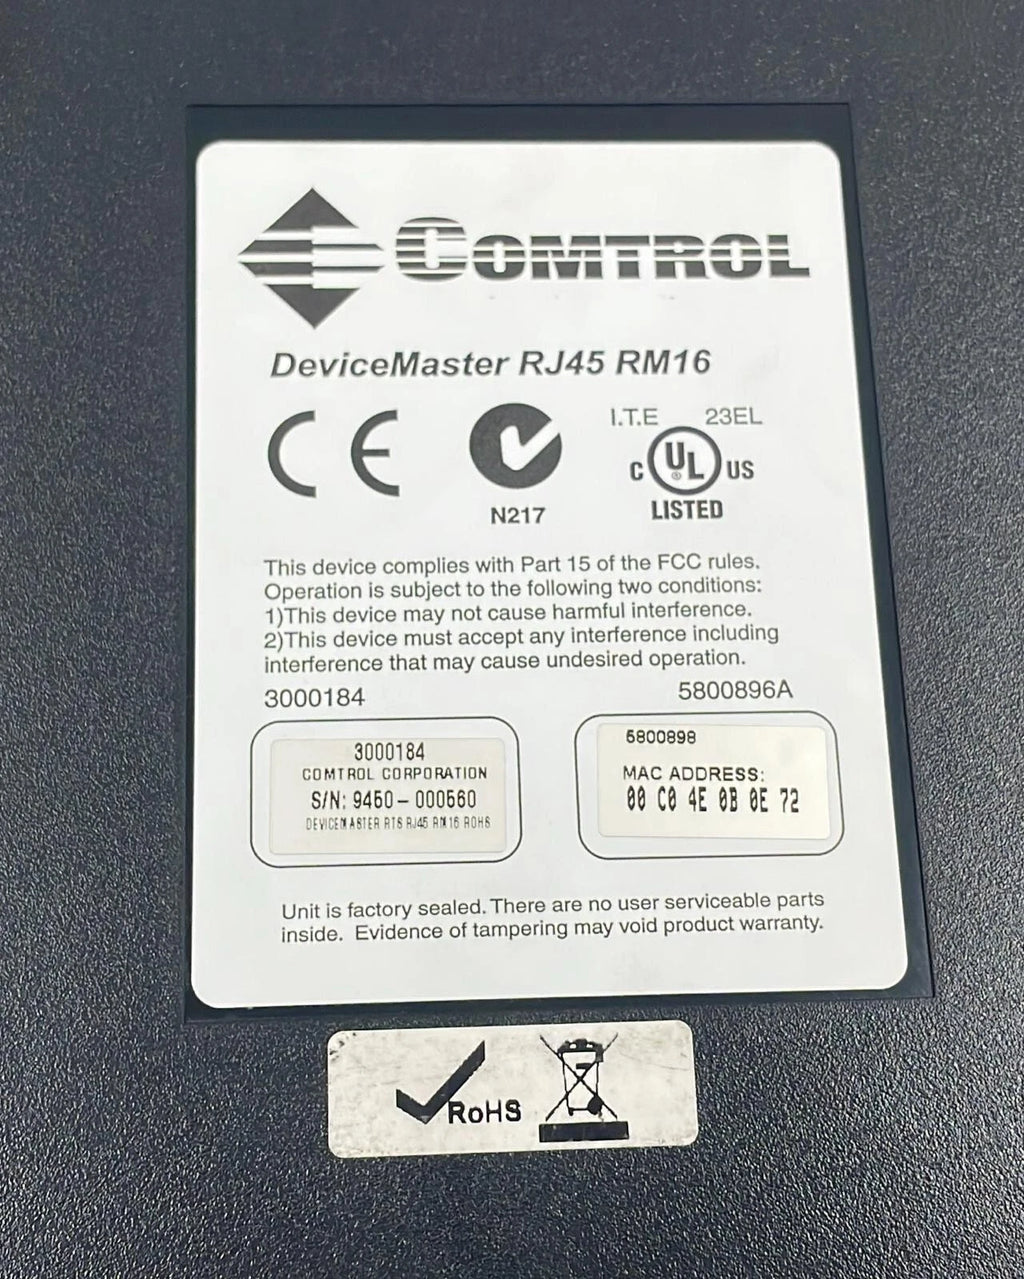 COMTROL
DeviceMaster RJ45 RM16
CE
N217
I.T.E 23EL
C UL® US
LISTED
This device complies with Part 15 of the FCC rules.
Operation is subject to the following two conditions:
1)This device may not cause harmful interference.
2)This device must accept any interference including
interference that may cause undesired operation.
3000184 5800896A
3000184
COMTROL CORPORATION
S/N: 9450-000560
DEVICEMASTER RTS RJ45 RM16 ROHS
5800898
MAC ADDRESS:
00 C0 4E 0B 0E 72
Unit is factory sealed. There are no user serviceable parts
inside. Evidence of tampering may void product warranty.
RoHS